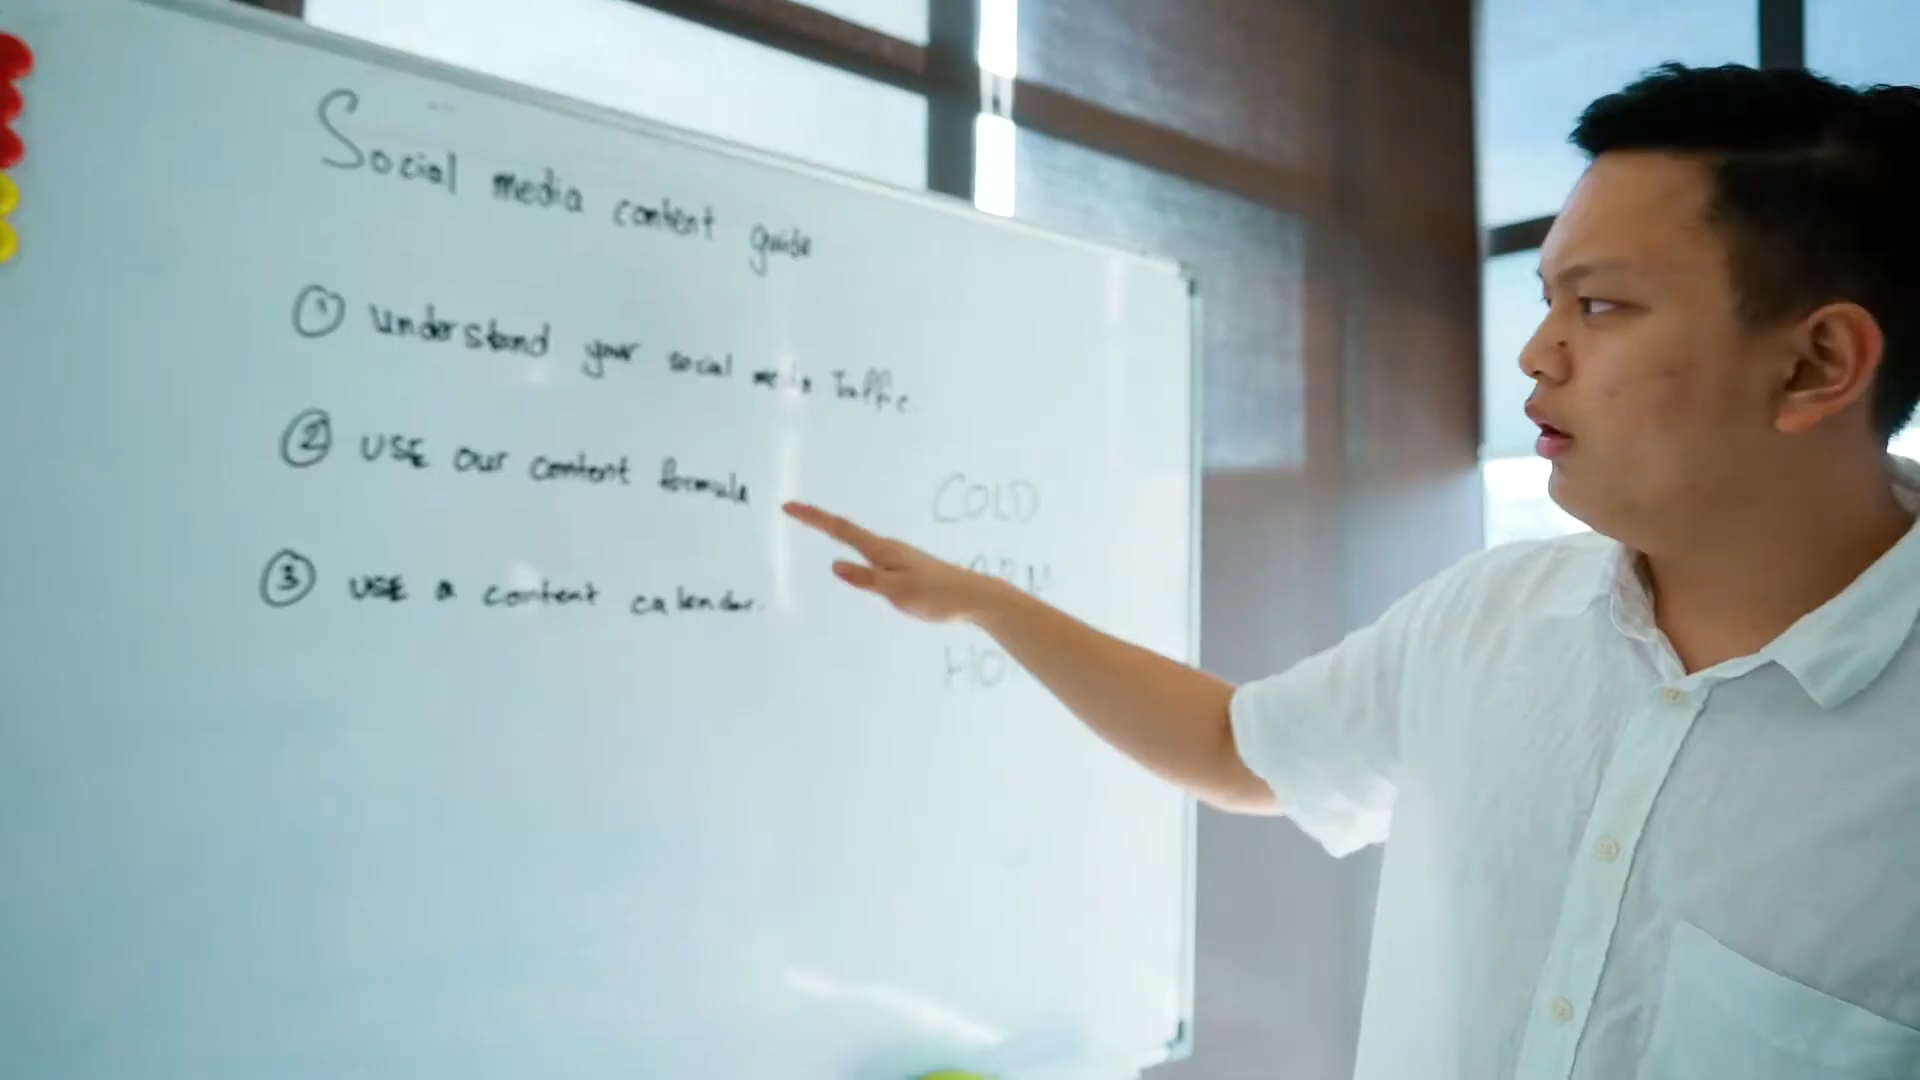 Social media content guide
① Understand your social media Traffic.
② USE our content formula
③ USE a content calendar.
COLD
HO